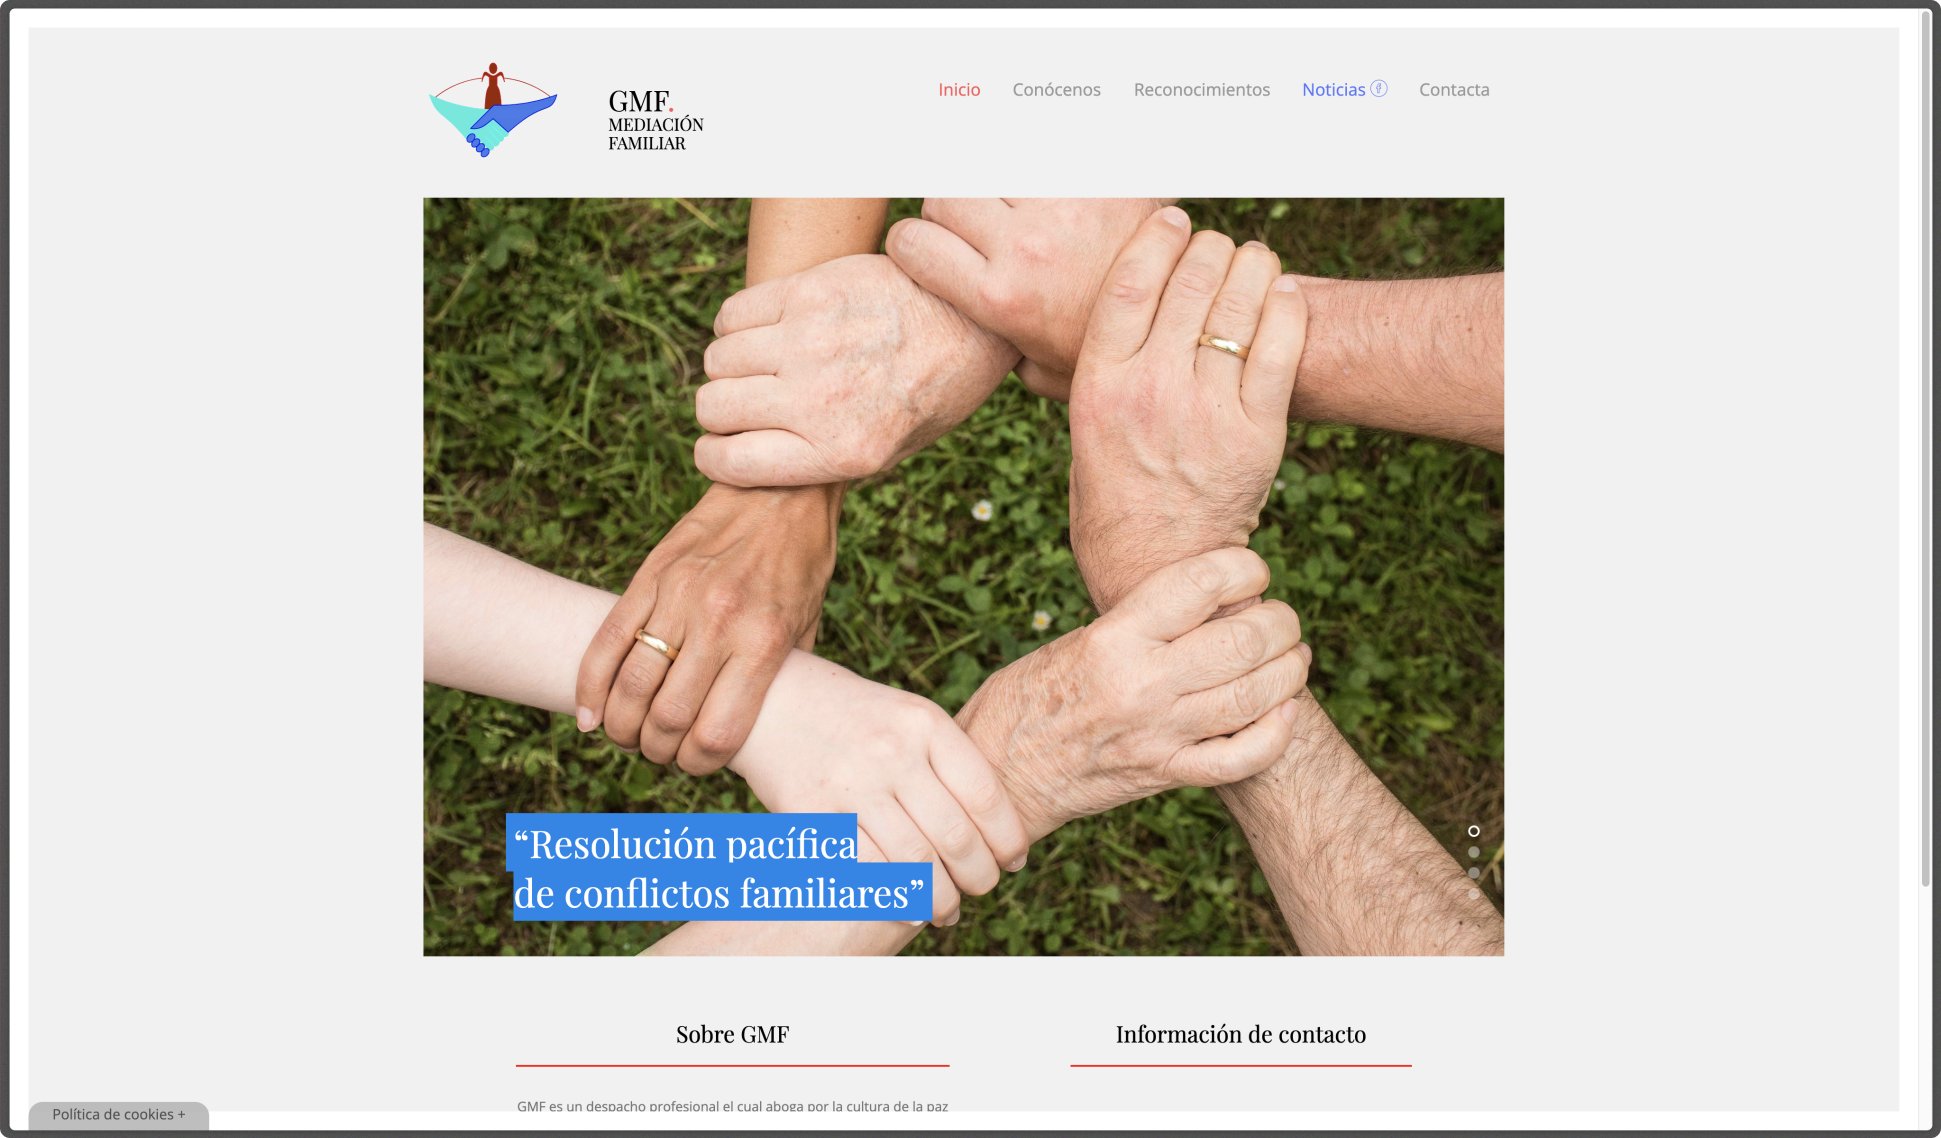 GMF.
MEDIACIÓN
FAMILIAR
Inicio Conócenos Reconocimientos Noticias Contacta
“Resolución pacífica
de conflictos familiares”
Sobre GMF
Información de contacto
GMF es un despacho profesional el cual aboga por la cultura de la paz
Política de cookies +